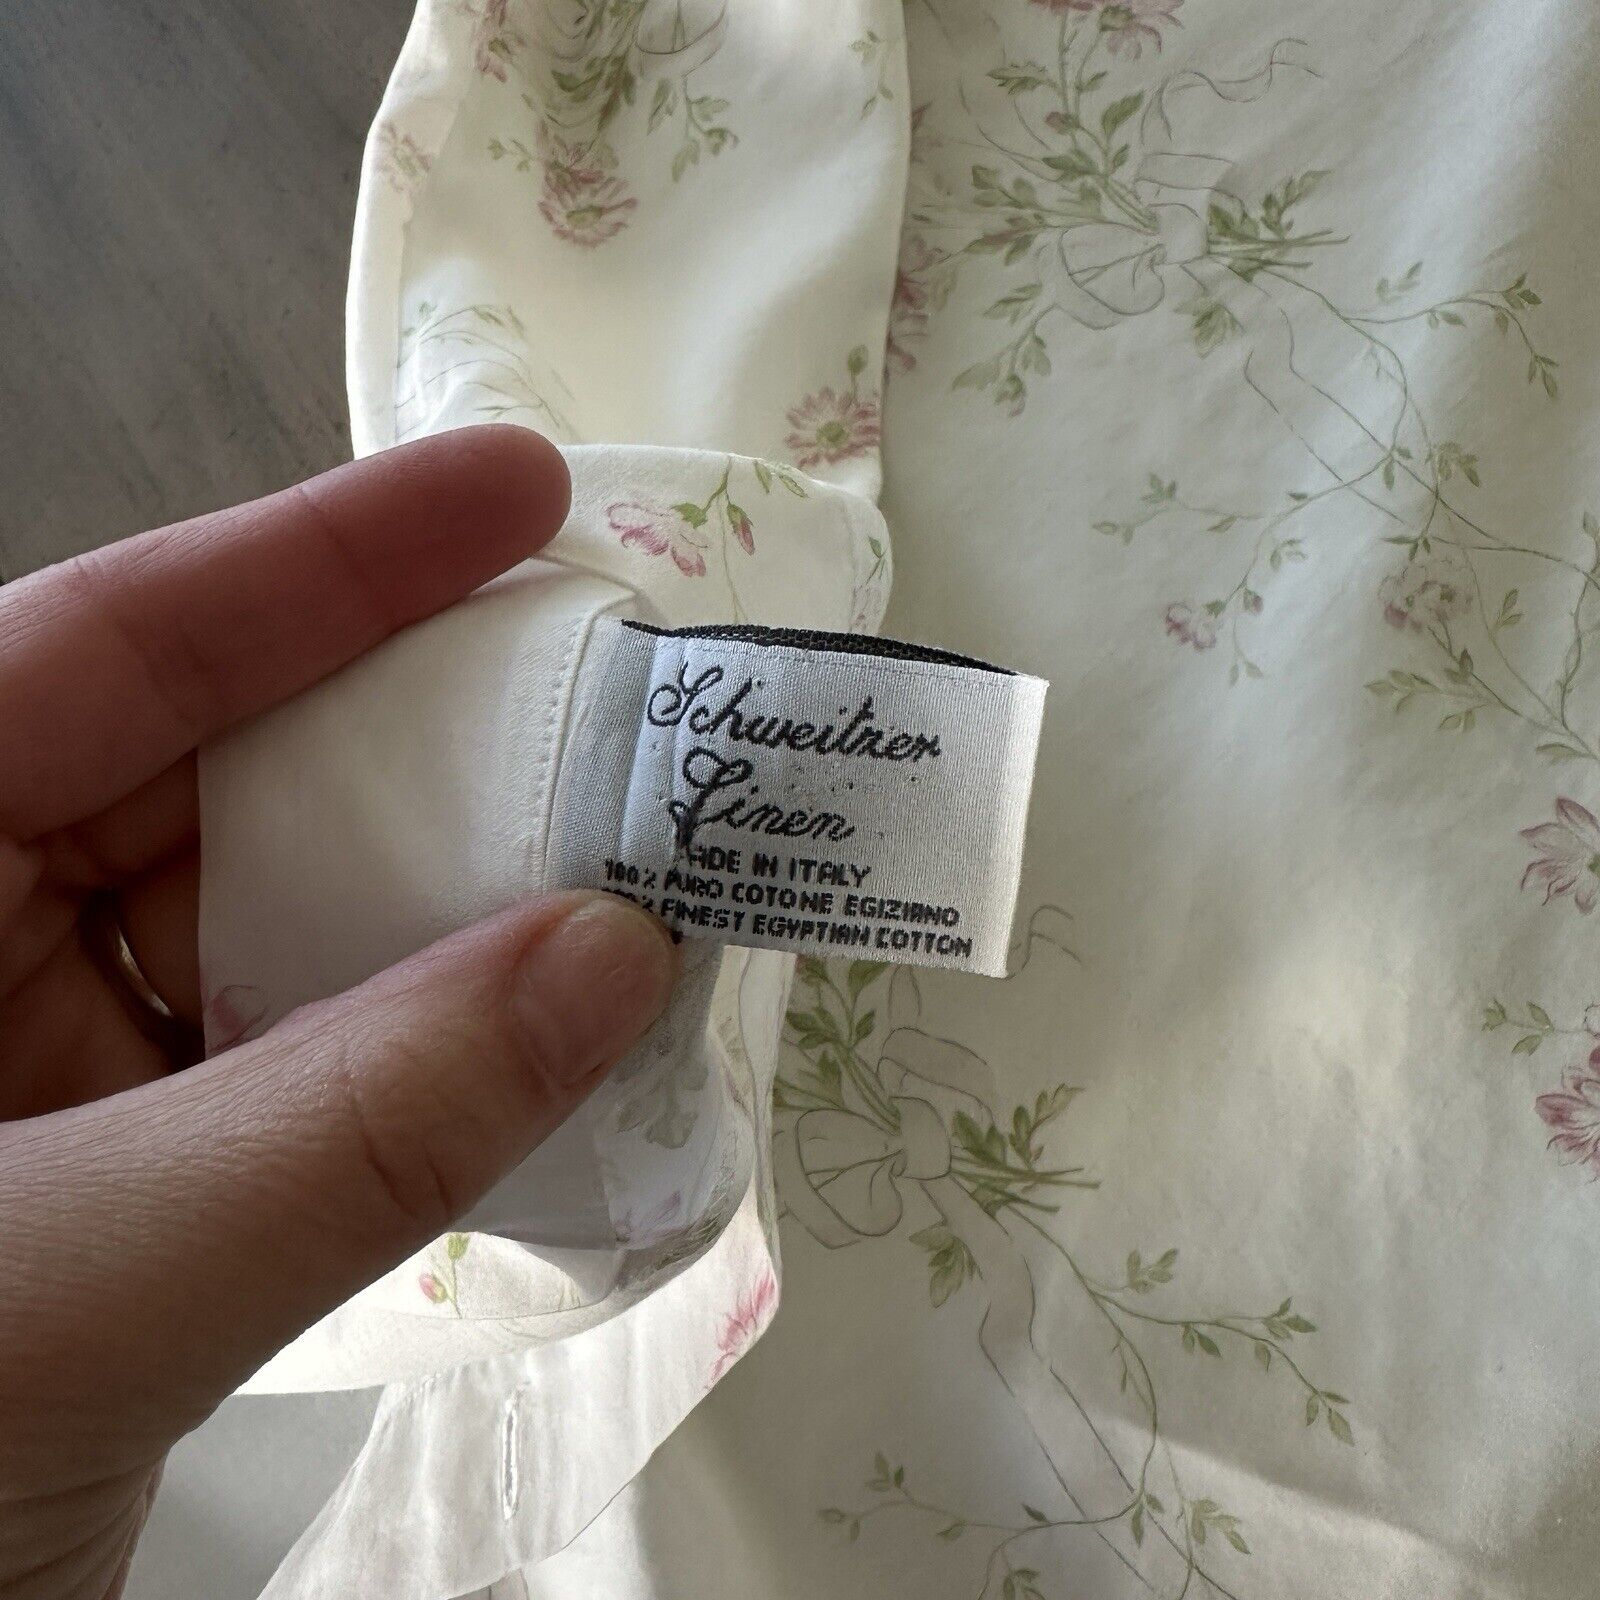 Schweitzer
Linen
MADE IN ITALY
100% PURO COTONE EGIZIANO
100% FINEST EGYPTIAN COTTON